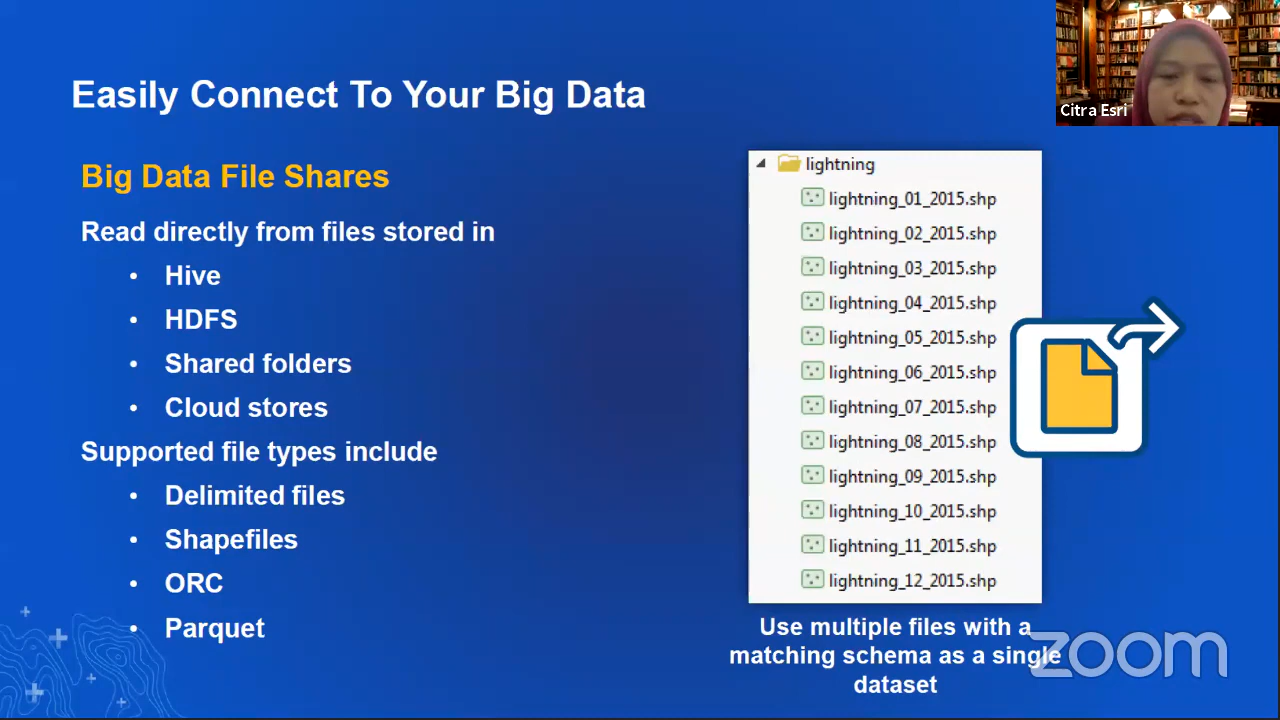 Easily Connect To Your Big Data
Citra Esri
Big Data File Shares
Read directly from files stored in
• Hive
• HDFS
• Shared folders
• Cloud stores
Supported file types include
• Delimited files
• Shapefiles
• ORC
• Parquet
lightning
lightning_01_2015.shp
lightning_02_2015.shp
lightning_03_2015.shp
lightning_04_2015.shp
lightning_05_2015.shp
lightning_06_2015.shp
lightning_07_2015.shp
lightning_08_2015.shp
lightning_09_2015.shp
lightning_10_2015.shp
lightning_11_2015.shp
lightning_12_2015.shp
Use multiple files with a
matching schema as a single
dataset
zoom